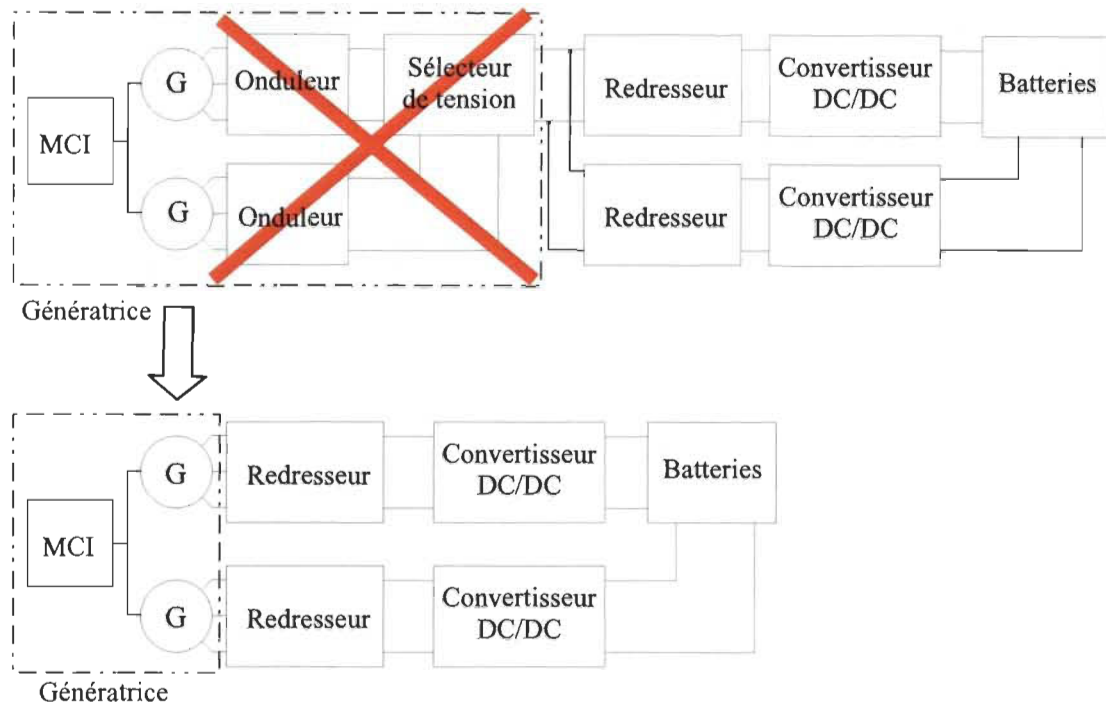 G
Onduleur
Sélecteur
de tension
Redresseur
Convertisseur
DC/DC
Batteries
MCI
G
Onduleur
Redresseur
Convertisseur
DC/DC
Génératrice
G
Redresseur
Convertisseur
DC/DC
Batteries
MCI
G
Redresseur
Convertisseur
DC/DC
Génératrice